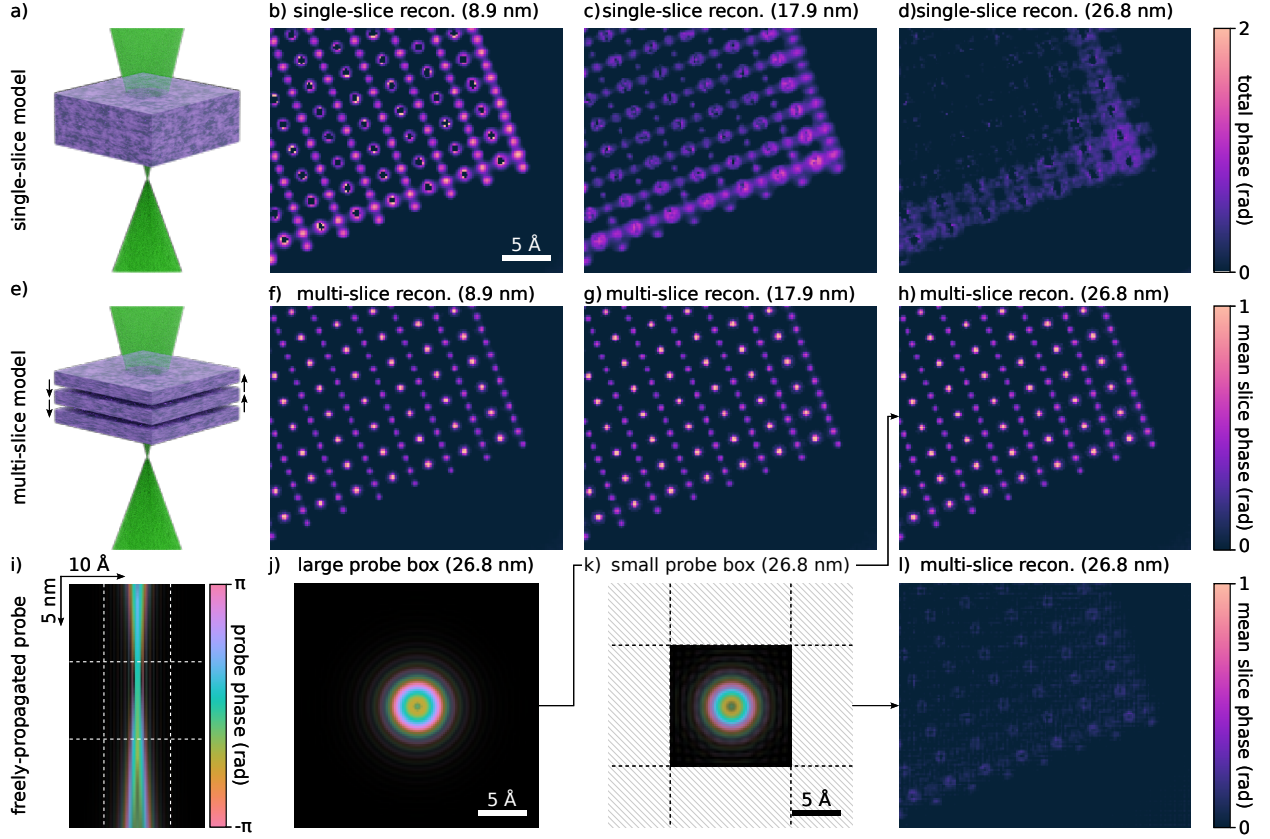 a)
b) single-slice recon. (8.9 nm)
c) single-slice recon. (17.9 nm)
d)single-slice recon. (26.8 nm)
single-slice model
5 Å
2
total phase (rad)
0
e)
f) multi-slice recon. (8.9 nm)
g) multi-slice recon. (17.9 nm)
h) multi-slice recon. (26.8 nm)
multi-slice model
1
mean slice phase (rad)
0
i)
10 Å
5 nm
freely-propagated probe
π
probe phase (rad)
-π
j) large probe box (26.8 nm)
5 Å
k) small probe box (26.8 nm)
5 Å
l) multi-slice recon. (26.8 nm)
1
mean slice phase (rad)
0